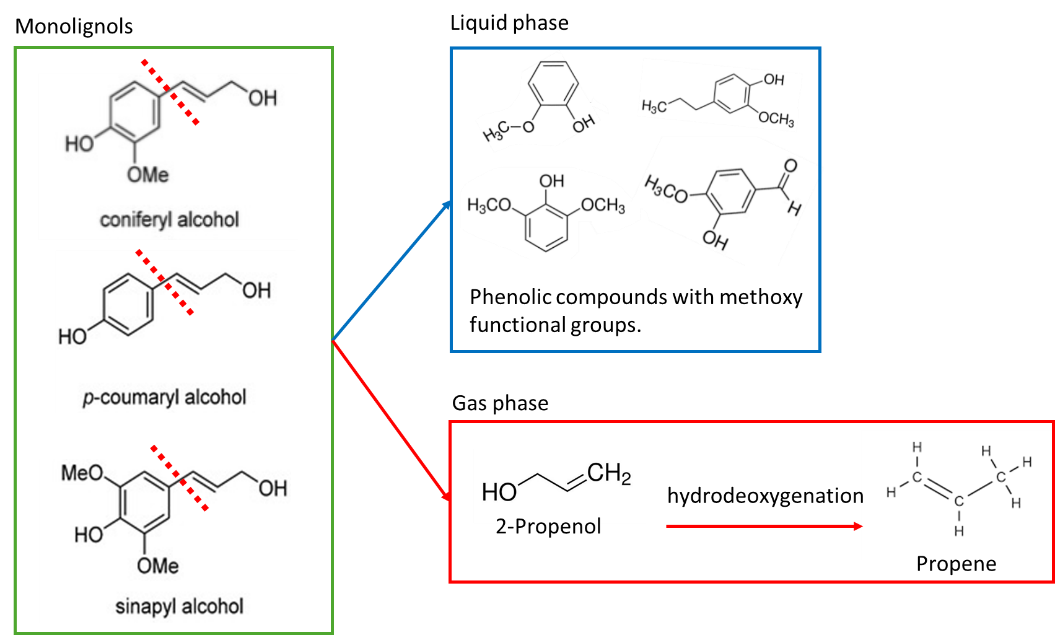 Monolignols
OH
HO
OMe
coniferyl alcohol
OH
HO
p-coumaryl alcohol
MeO
OH
HO
OMe
sinapyl alcohol
Liquid phase
H₃C O OH
OH
H₃C
OCH₃
OH
H₃CO OCH₃
O
H₃CO
H
OH
Phenolic compounds with methoxy
functional groups.
Gas phase
HO CH₂
2-Propenol
hydrodeoxygenation
H H
H C C H
C H
H
Propene